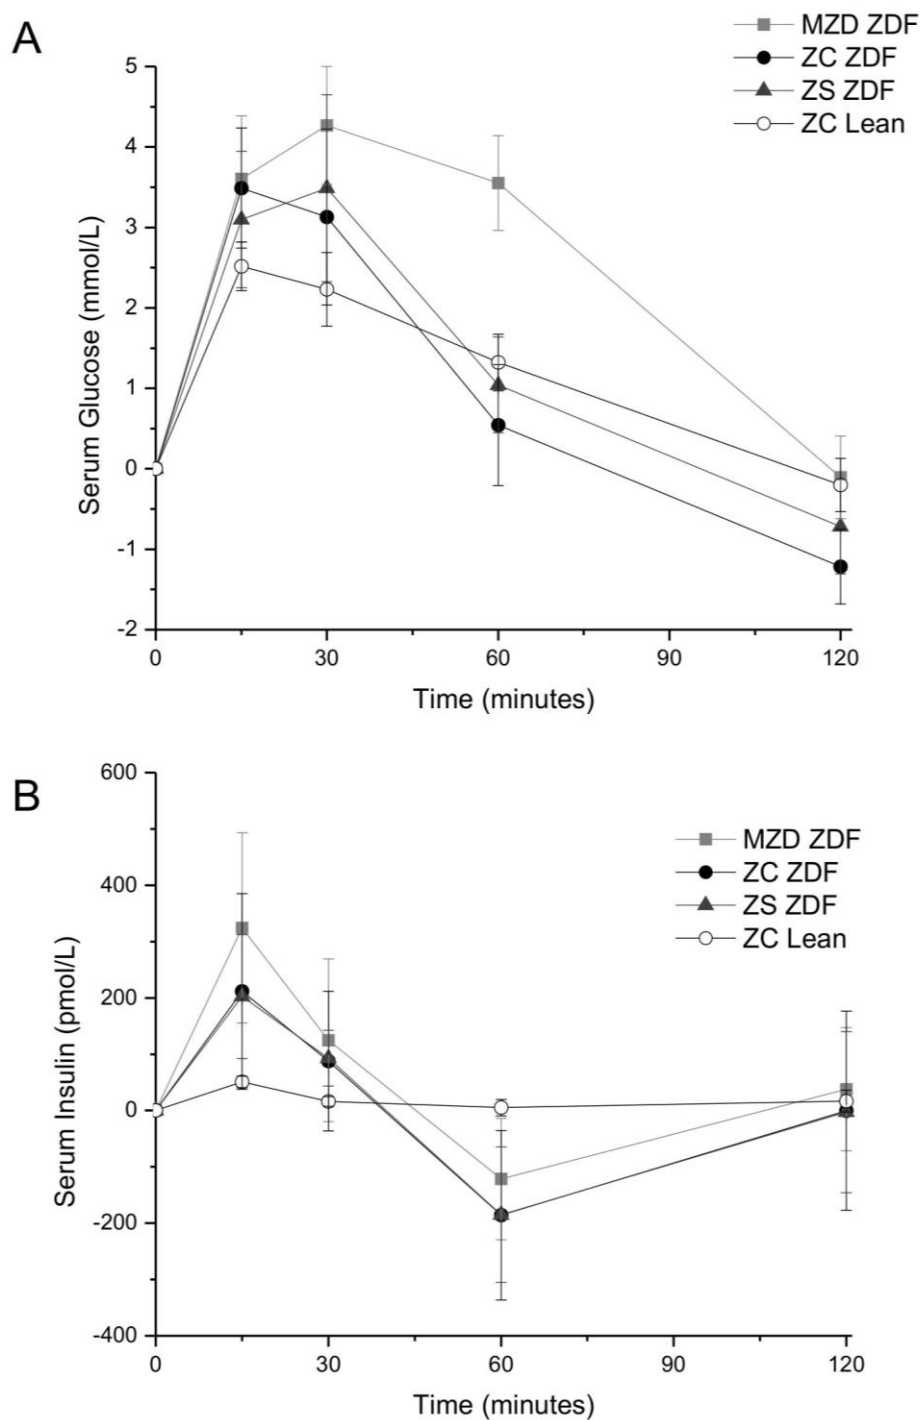 A
MZD ZDF
ZC ZDF
ZS ZDF
ZC Lean
5
4
3
2
1
0
-1
-2
Serum Glucose (mmol/L)
0
30
60
90
120
Time (minutes)
B
MZD ZDF
ZC ZDF
ZS ZDF
ZC Lean
600
400
200
0
-200
-400
Serum Insulin (pmol/L)
0
30
60
90
120
Time (minutes)